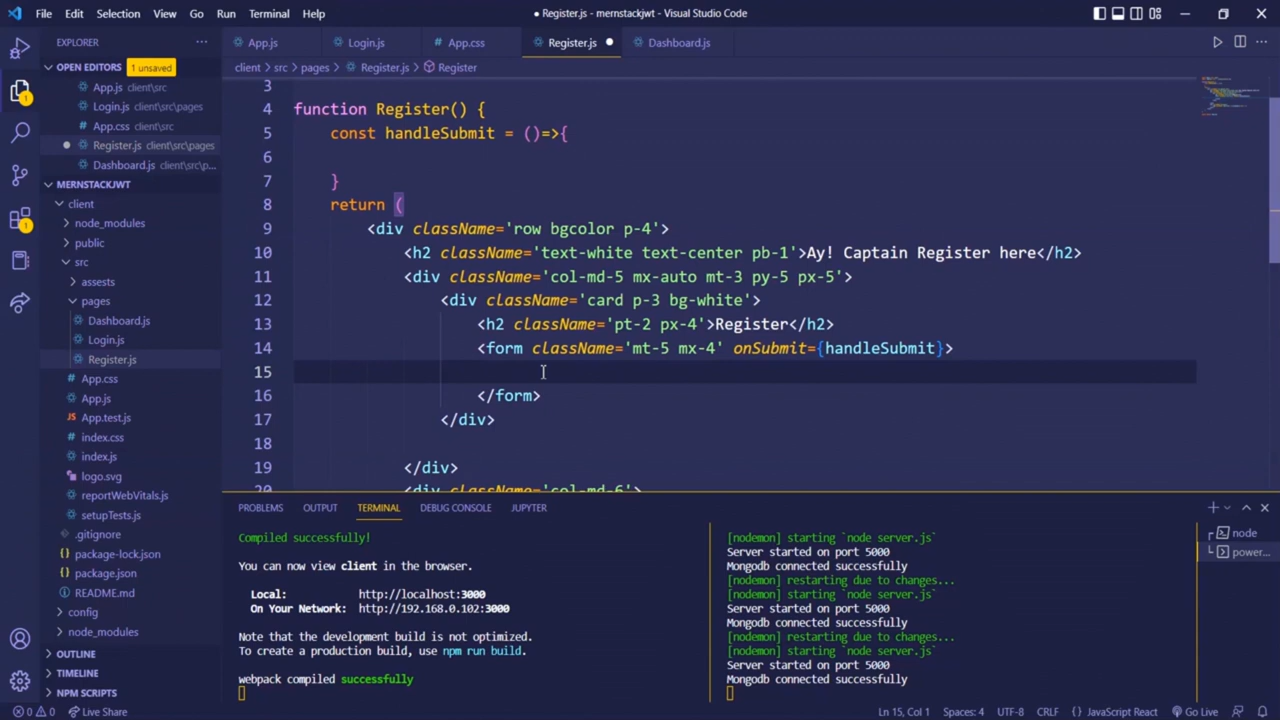 File Edit Selection View Go Run Terminal Help
● Register.js - mernstackjwt - Visual Studio Code
EXPLORER
OPEN EDITORS 1 unsaved
App.js client\src
Login.js client\src\pages
App.css client\src
Register.js client\src\pages
Dashboard.js client\src\p...
MERNSTACKJWT
client
node_modules
public
src
assests
pages
Dashboard.js
Login.js
Register.js
App.css
App.js
App.test.js
index.css
index.js
logo.svg
reportWebVitals.js
setupTests.js
.gitignore
package-lock.json
package.json
README.md
config
node_modules
OUTLINE
TIMELINE
NPM SCRIPTS
App.js Login.js App.css Register.js Dashboard.js
client > src > pages > Register.js > Register
3
4 function Register() {
5 const handleSubmit = ()=>{
6
7 }
8 return (
9 <div className='row bgcolor p-4'>
10 <h2 className='text-white text-center pb-1'>Ay! Captain Register here</h2>
11 <div className='col-md-5 mx-auto mt-3 py-5 px-5'>
12 <div className='card p-3 bg-white'>
13 <h2 className='pt-2 px-4'>Register</h2>
14 <form className='mt-5 mx-4' onSubmit={handleSubmit}>
15
16 </form>
17 </div>
18
19 </div>
20 <div className='col-md-6'>
PROBLEMS OUTPUT TERMINAL DEBUG CONSOLE JUPYTER
Compiled successfully!
You can now view client in the browser.
Local: http://localhost:3000
On Your Network: http://192.168.0.102:3000
Note that the development build is not optimized.
To create a production build, use npm run build.
webpack compiled successfully
[nodemon] starting `node server.js`
Server started on port 5000
Mongodb connected successfully
[nodemon] restarting due to changes...
[nodemon] starting `node server.js`
Server started on port 5000
Mongodb connected successfully
[nodemon] restarting due to changes...
[nodemon] starting `node server.js`
Server started on port 5000
Mongodb connected successfully
node
power...
0 0 Live Share
Ln 15, Col 1 Spaces: 4 UTF-8 CRLF {} JavaScript React Go Live